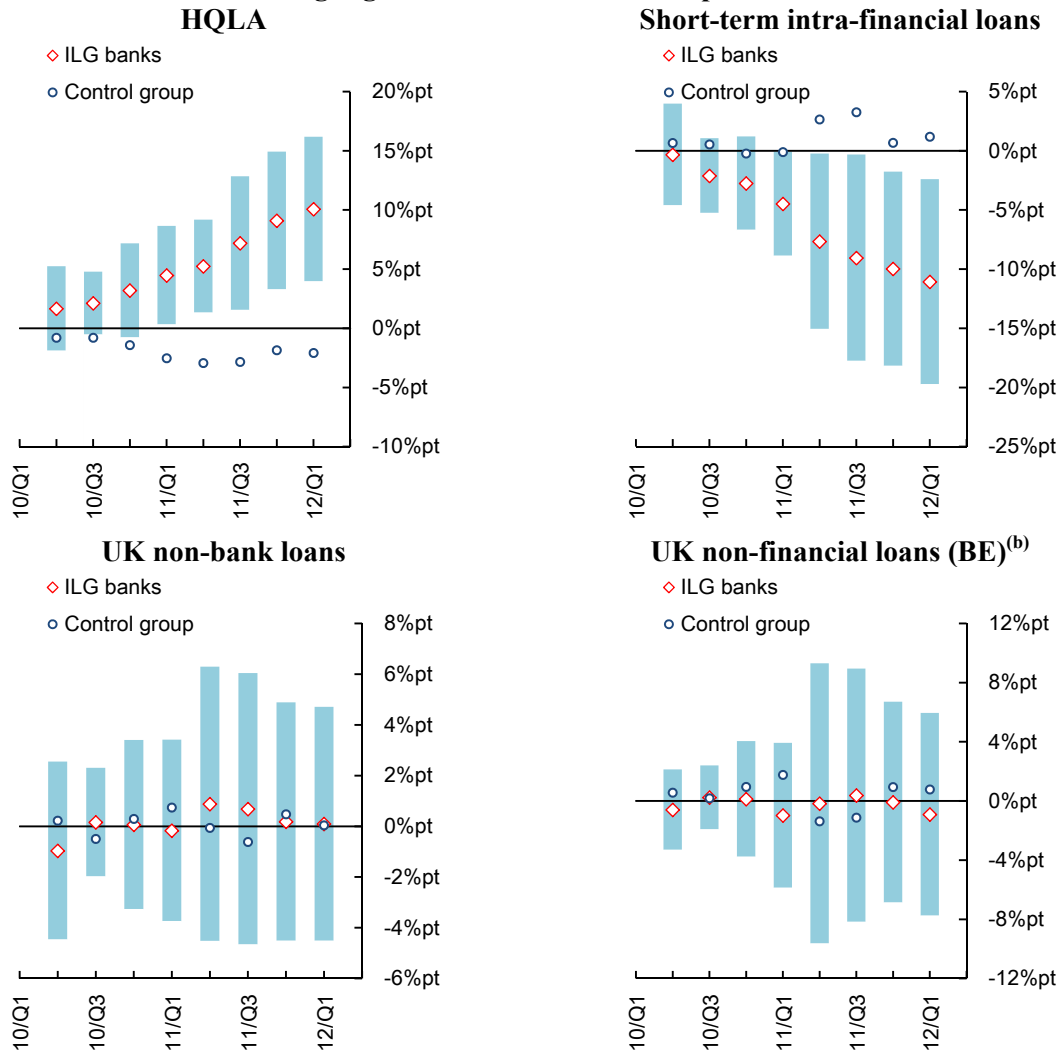 HQLA
ILG banks
Control group
20%pt
15%pt
10%pt
5%pt
0%pt
-5%pt
-10%pt
10/Q1
10/Q3
11/Q1
11/Q3
12/Q1
Short-term intra-financial loans
ILG banks
Control group
5%pt
0%pt
-5%pt
-10%pt
-15%pt
-20%pt
-25%pt
10/Q1
10/Q3
11/Q1
11/Q3
12/Q1
UK non-bank loans
ILG banks
Control group
8%pt
6%pt
4%pt
2%pt
0%pt
-2%pt
-4%pt
-6%pt
10/Q1
10/Q3
11/Q1
11/Q3
12/Q1
UK non-financial loans (BE)(b)
ILG banks
Control group
12%pt
8%pt
4%pt
0%pt
-4%pt
-8%pt
-12%pt
10/Q1
10/Q3
11/Q1
11/Q3
12/Q1